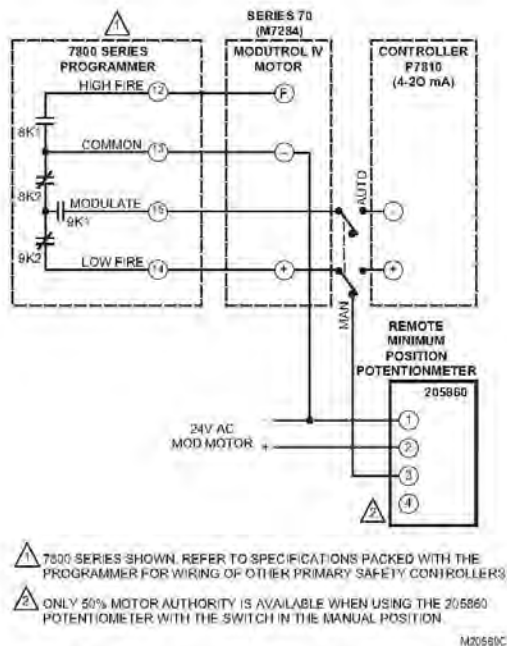 SERIES 70
(M7284)
1
7800 SERIES
PROGRAMMER
MODUTROL IV
MOTOR
CONTROLLER
P7810
(4-20 mA)
HIGH FIRE
12
F
8K1
COMMON
13
−
8K2
AUTO
MODULATE
15
-
9K1
9K2
LOW FIRE
14
+
+
MAN
REMOTE
MINIMUM
POSITION
POTENTIONMETER
205860
24V AC
MOD MOTOR
+
1
2
3
4
2
1 7800 SERIES SHOWN. REFER TO SPECIFICATIONS PACKED WITH THE
PROGRAMMER FOR WIRING OF OTHER PRIMARY SAFETY CONTROLLERS
2 ONLY 50% MOTOR AUTHORITY IS AVAILABLE WHEN USING THE 205860
POTENTIOMETER WITH THE SWITCH IN THE MANUAL POSITION.
M20560C